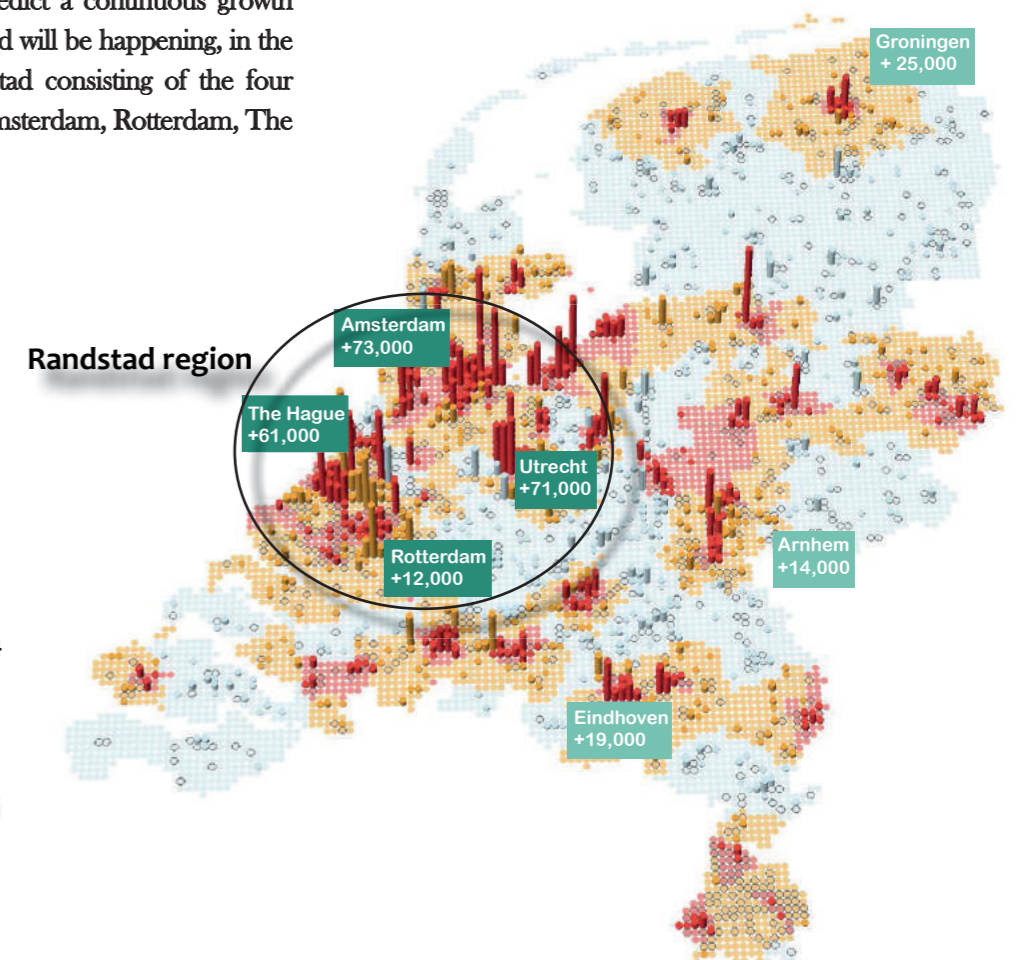 edict a continuous growth
d will be happening, in the
tad consisting of the four
msterdam, Rotterdam, The
Groningen
+ 25,000
Amsterdam
+73,000
Randstad region
The Hague
+61,000
Utrecht
+71,000
Rotterdam
+12,000
Arnhem
+14,000
Eindhoven
+19,000